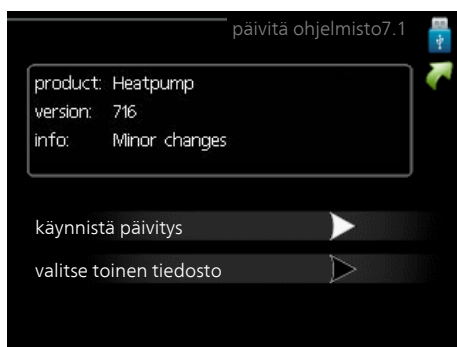 päivitä ohjelmisto7.1
product: Heatpump
version: 716
info: Minor changes
käynnistä päivitys
valitse toinen tiedosto